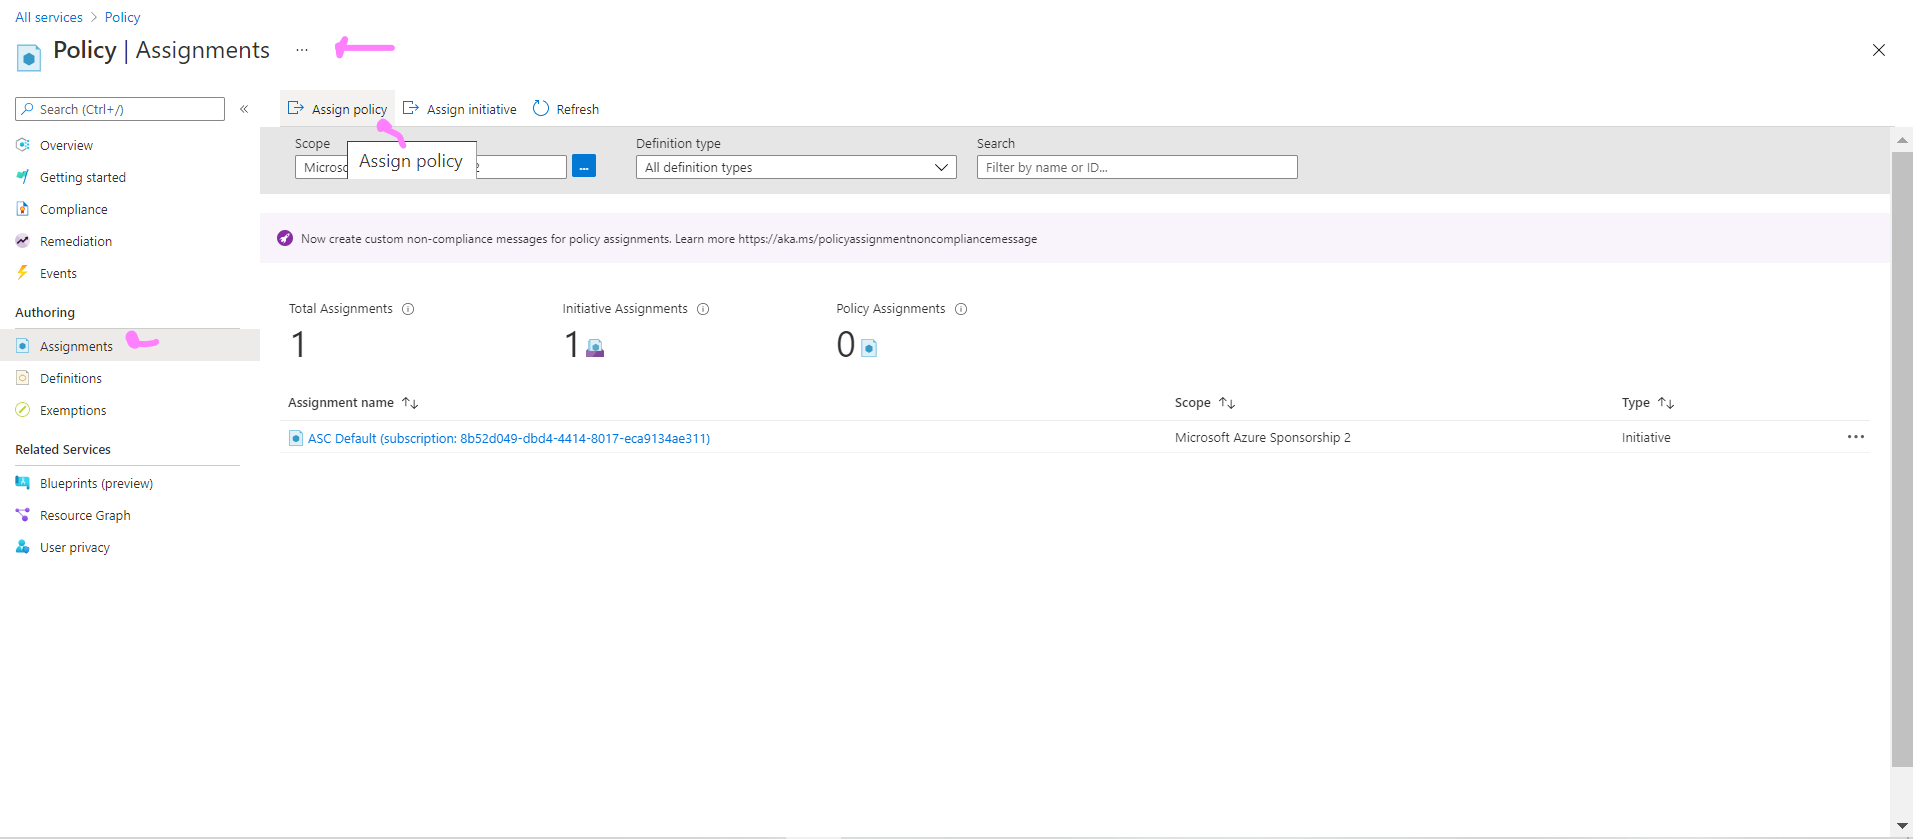 All services > Policy
Policy | Assignments ...
Search (Ctrl+/) «
Assign policy Assign initiative Refresh
Overview
Getting started
Compliance
Remediation
Events
Authoring
Assignments
Definitions
Exemptions
Related Services
Blueprints (preview)
Resource Graph
User privacy
Scope Definition type Search
Assign policy
2 ... All definition types Filter by name or ID...
Now create custom non-compliance messages for policy assignments. Learn more https://aka.ms/policyassignmentnoncompliancemessage
Total Assignments Initiative Assignments Policy Assignments
1 1 0
Assignment name Scope Type
ASC Default (subscription: 8b52d049-dbd4-4414-8017-eca9134ae311) Microsoft Azure Sponsorship 2 Initiative ...